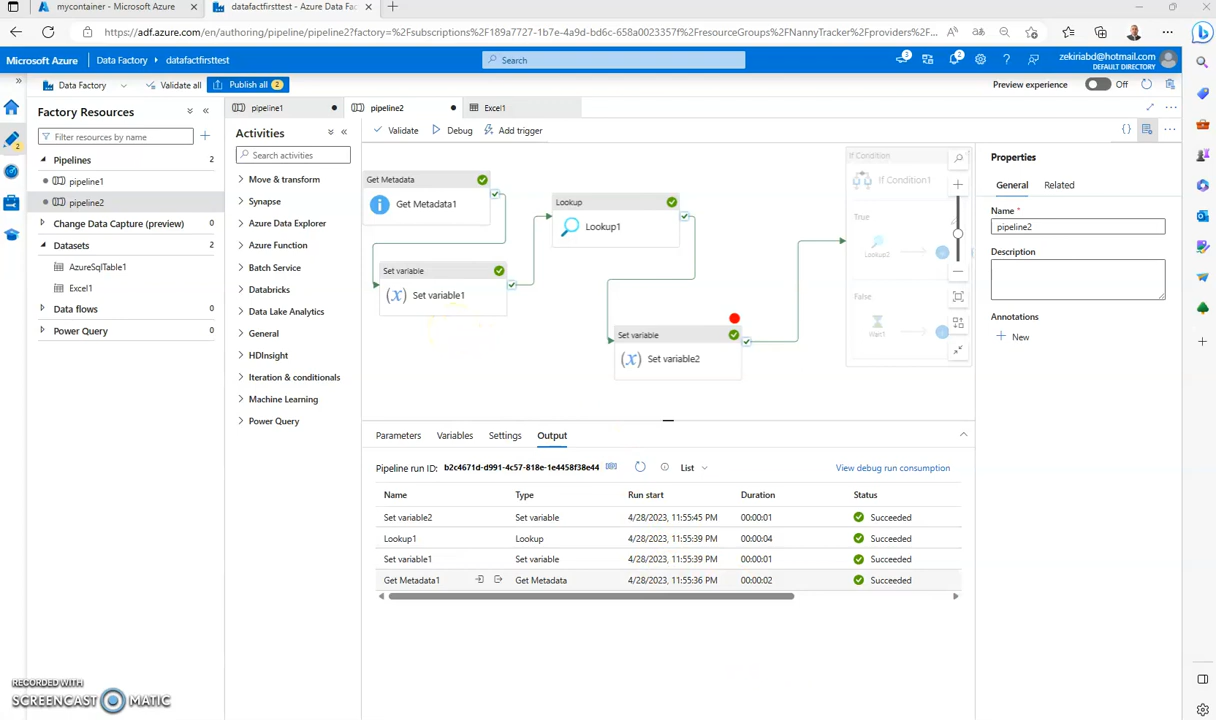 mycontainer - Microsoft Azure
datafactfirsttest - Azure Data Fac
https://adf.azure.com/en/authoring/pipeline/pipeline2?factory=%2Fsubscriptions%2F189a7727-1b7e-4a9d-bd6c-658a0023357f%2FresourceGroups%2FNannyTracker%2Fproviders%2...
Microsoft Azure
Data Factory
datafactfirsttest
Search
3
2
zekiriabd@hotmail.com
DEFAULT DIRECTORY
Data Factory
Validate all
Publish all
2
Preview experience
Off
2
Factory Resources
Filter resources by name
Pipelines
2
pipeline1
pipeline2
Change Data Capture (preview)
0
Datasets
2
AzureSqlTable1
Excel1
Data flows
0
Power Query
0
pipeline1
pipeline2
Excel1
Activities
Search activities
Move & transform
Synapse
Azure Data Explorer
Azure Function
Batch Service
Databricks
Data Lake Analytics
General
HDInsight
Iteration & conditionals
Machine Learning
Power Query
Validate
Debug
Add trigger
Get Metadata
Get Metadata1
Set variable
(x)
Set variable1
Lookup
Lookup1
Set variable
(x)
Set variable2
If Condition
If Condition1
True
Lookup2
False
Wait1
Parameters
Variables
Settings
Output
Pipeline run ID:
b2c4671d-d991-4c57-818e-1e4458f38e44
List
View debug run consumption
Name Type Run start Duration Status
Set variable2 Set variable 4/28/2023, 11:55:45 PM 00:00:01 Succeeded
Lookup1 Lookup 4/28/2023, 11:55:39 PM 00:00:04 Succeeded
Set variable1 Set variable 4/28/2023, 11:55:39 PM 00:00:01 Succeeded
Get Metadata1 Get Metadata 4/28/2023, 11:55:36 PM 00:00:02 Succeeded
Properties
General
Related
Name *
pipeline2
Description
Annotations
New
RECORDED WITH
SCREENCAST MATIC